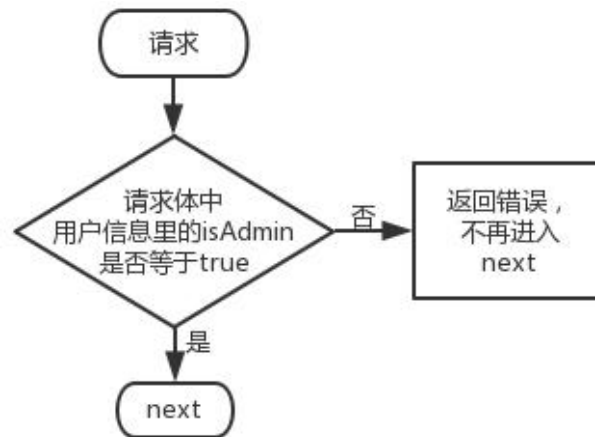 请求
请求体中
用户信息里的isAdmin
是否等于true
否
返回错误，
不再进入
next
是
next